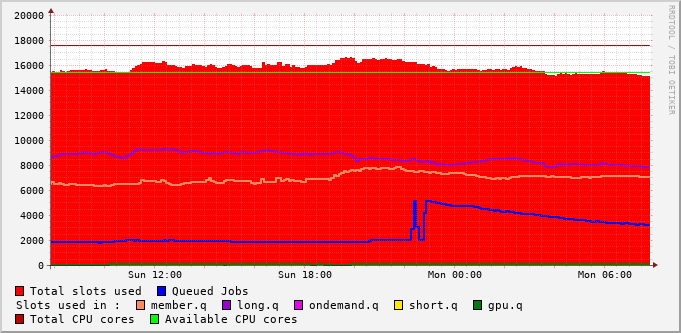 RRDTOOL / TOBI OETIKER
20000
18000
16000
14000
12000
10000
8000
6000
4000
2000
0
Sun 12:00 Sun 18:00 Mon 00:00 Mon 06:00
Total slots used Queued Jobs
Slots used in : member.q long.q ondemand.q short.q gpu.q
Total CPU cores Available CPU cores